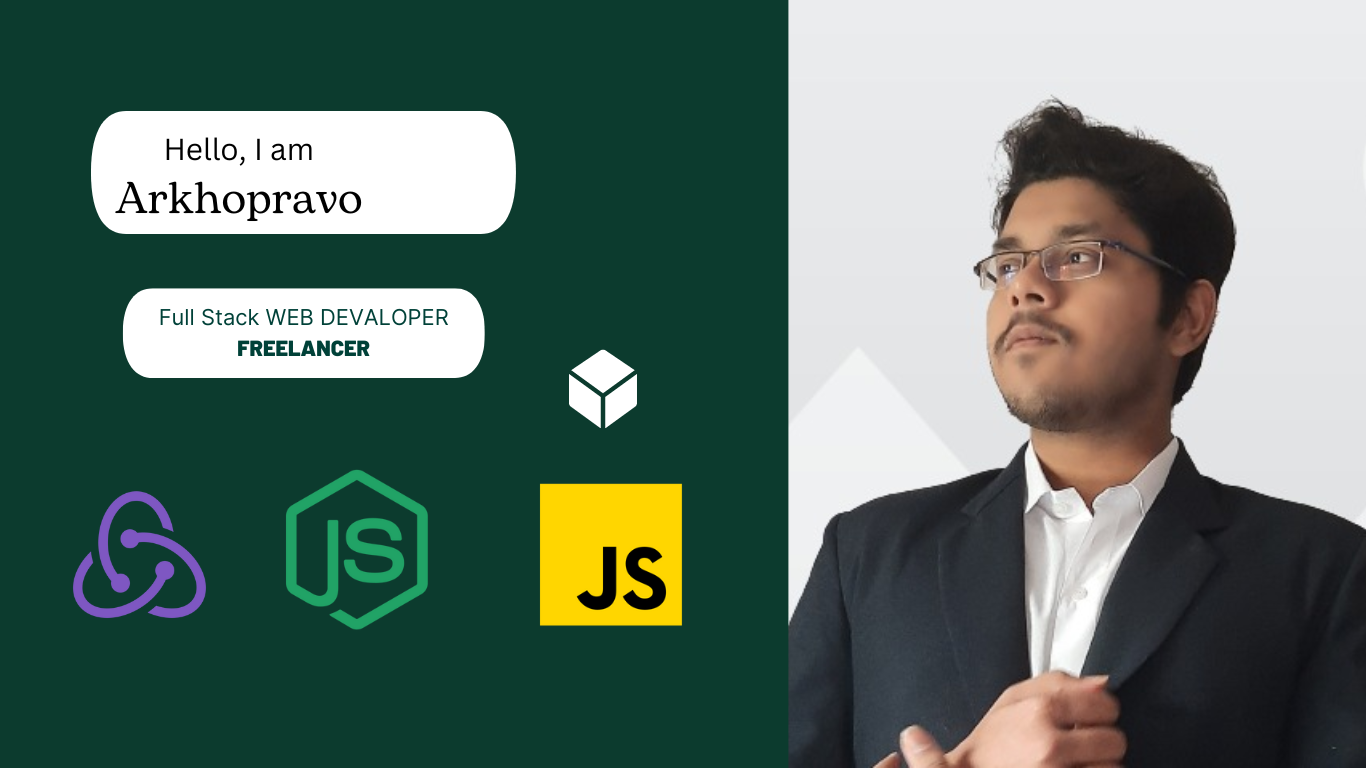 Hello, I am
Arkhopravo
Full Stack WEB DEVALOPER
FREELANCER
JS
JS